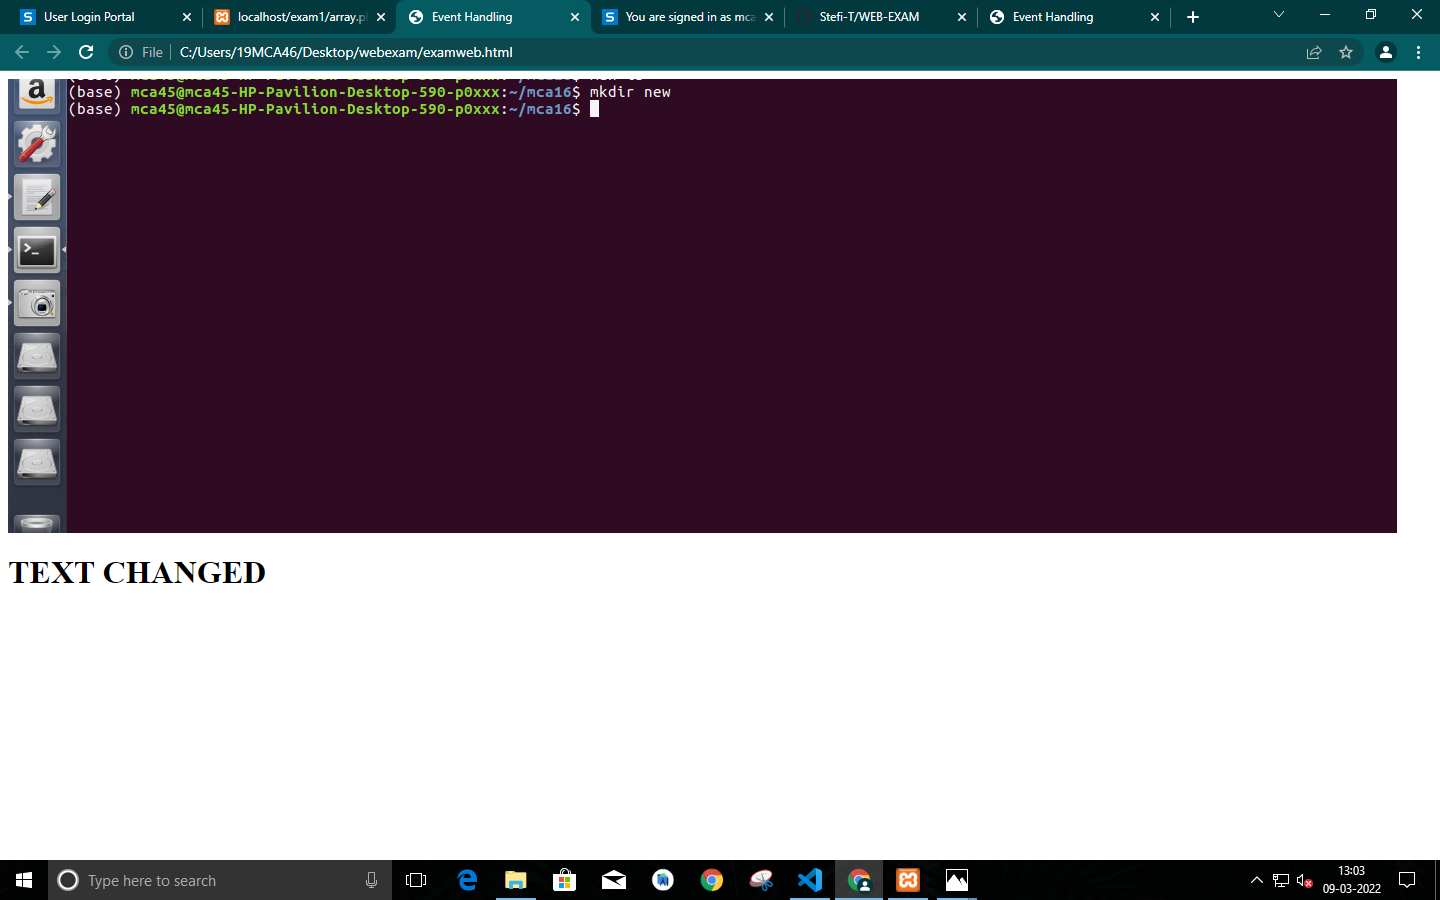 User Login Portal
localhost/exam1/array.p
Event Handling
You are signed in as mca
Stefi-T/WEB-EXAM
Event Handling
File
C:/Users/19MCA46/Desktop/webexam/examweb.html
(base) mca45@mca45-HP-Pavilion-Desktop-590-p0xxx:~/mca16$ mkdir new
(base) mca45@mca45-HP-Pavilion-Desktop-590-p0xxx:~/mca16$
TEXT CHANGED
Type here to search
13:03
09-03-2022